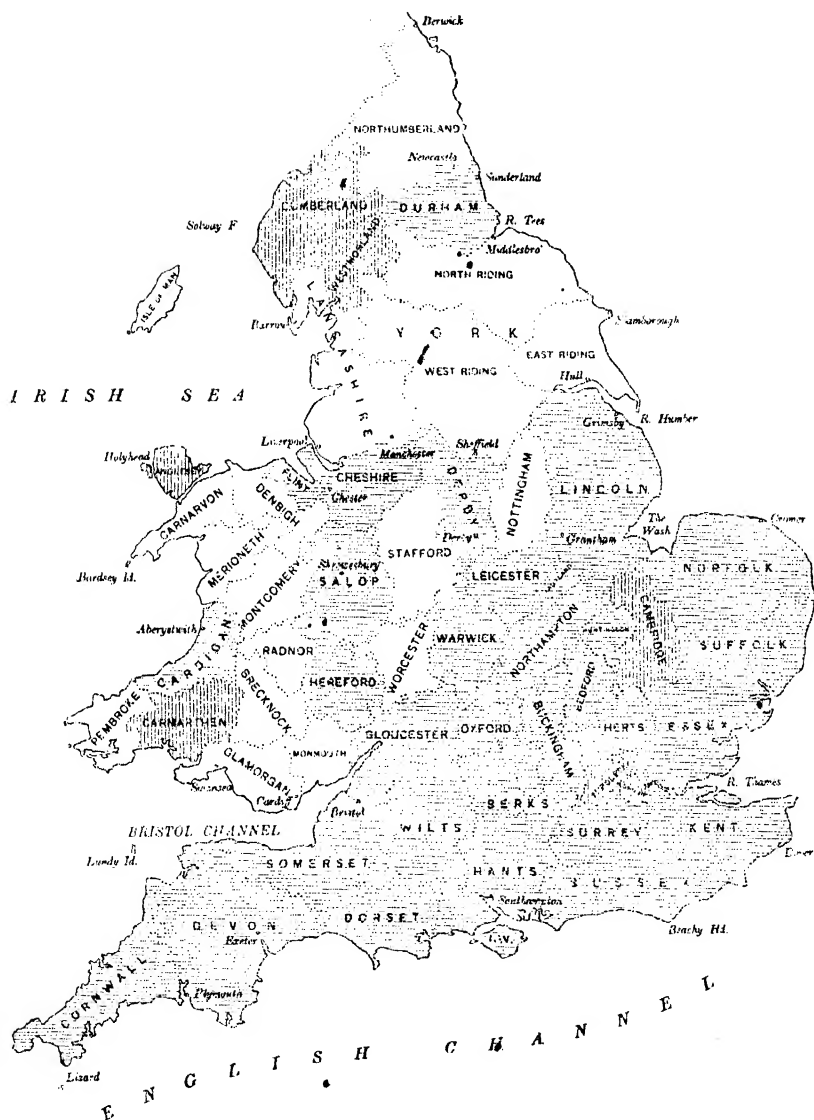 Berwick
NORTHUMBERLAND
Newcastle
Sunderland
CUMBERLAND
DURHAM
Solway F
R. Tees
Middlesbro'
WESTMORLAND
NORTH RIDING
ISLE OF MAN
Barrow
YORK
WEST RIDING
EAST RIDING
Hull
IRISH SEA
Grimsby
R. Humber
Liverpool
Manchester
Sheffield
Holyhead
FLINT
CHESHIRE
Chester
DERBY
NOTTINGHAM
LINCOLN
CARNARVON
DENBIGH
Derby
Grantham
The Wash
Cromer
STAFFORD
MERIONETH
Bardsey Id.
Shrewsbury
SALOP
LEICESTER
NORFOLK
MONTGOMERY
CAMBRIDGE
Aberystwith
CARDIGAN
RADNOR
WORCESTER
WARWICK
NORTHAMPTON
SUFFOLK
HEREFORD
BEDFORD
PEMBROKE
BRECKNOCK
CARMARTHEN
GLOUCESTER
OXFORD
BUCKINGHAM
HERTS
ESSEX
MONMOUTH
GLAMORGAN
Swansea
Cardiff
Bristol
R. Thames
BERKS
BRISTOL CHANNEL
WILTS
SURREY
KENT
Lundy Id.
SOMERSET
HANTS
SUSSEX
DEVON
DORSET
Exeter
I.W.
Beachy Hd.
CORNWALL
Plymouth
Lizard
ENGLISH CHANNEL